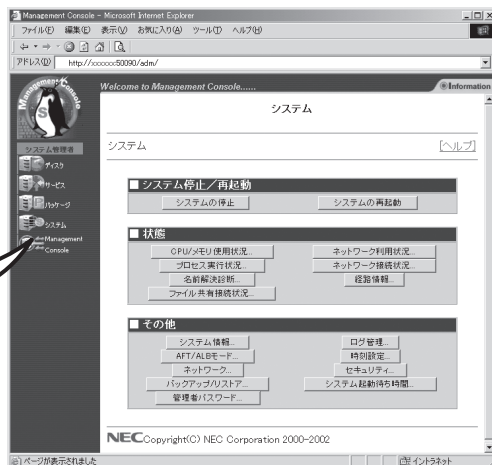 Management Console - Microsoft Internet Explorer
ファイル(F) 編集(E) 表示(V) お気に入り(A) ツール(T) ヘルプ(H)
アドレス(D) http://xxxxxx:50090/adm/
Management Console
Welcome to Management Console......
Information
S
システム
システム管理者
システム [ヘルプ]
ディスク
サービス
パッケージ
システム
Management Console
■ システム停止／再起動
システムの停止 システムの再起動
■ 状態
CPU/メモリ使用状況... ネットワーク利用状況...
プロセス実行状況... ネットワーク接続状況...
名前解決診断... 経路情報...
ファイル共有接続状況...
■ その他
システム情報... ログ管理...
AFT/ALBモード... 時刻設定...
ネットワーク... セキュリティ...
バックアップ/リストア... システム起動待ち時間...
管理者パスワード...
NEC Copyright(C) NEC Corporation 2000-2002
ページが表示されました イントラネット